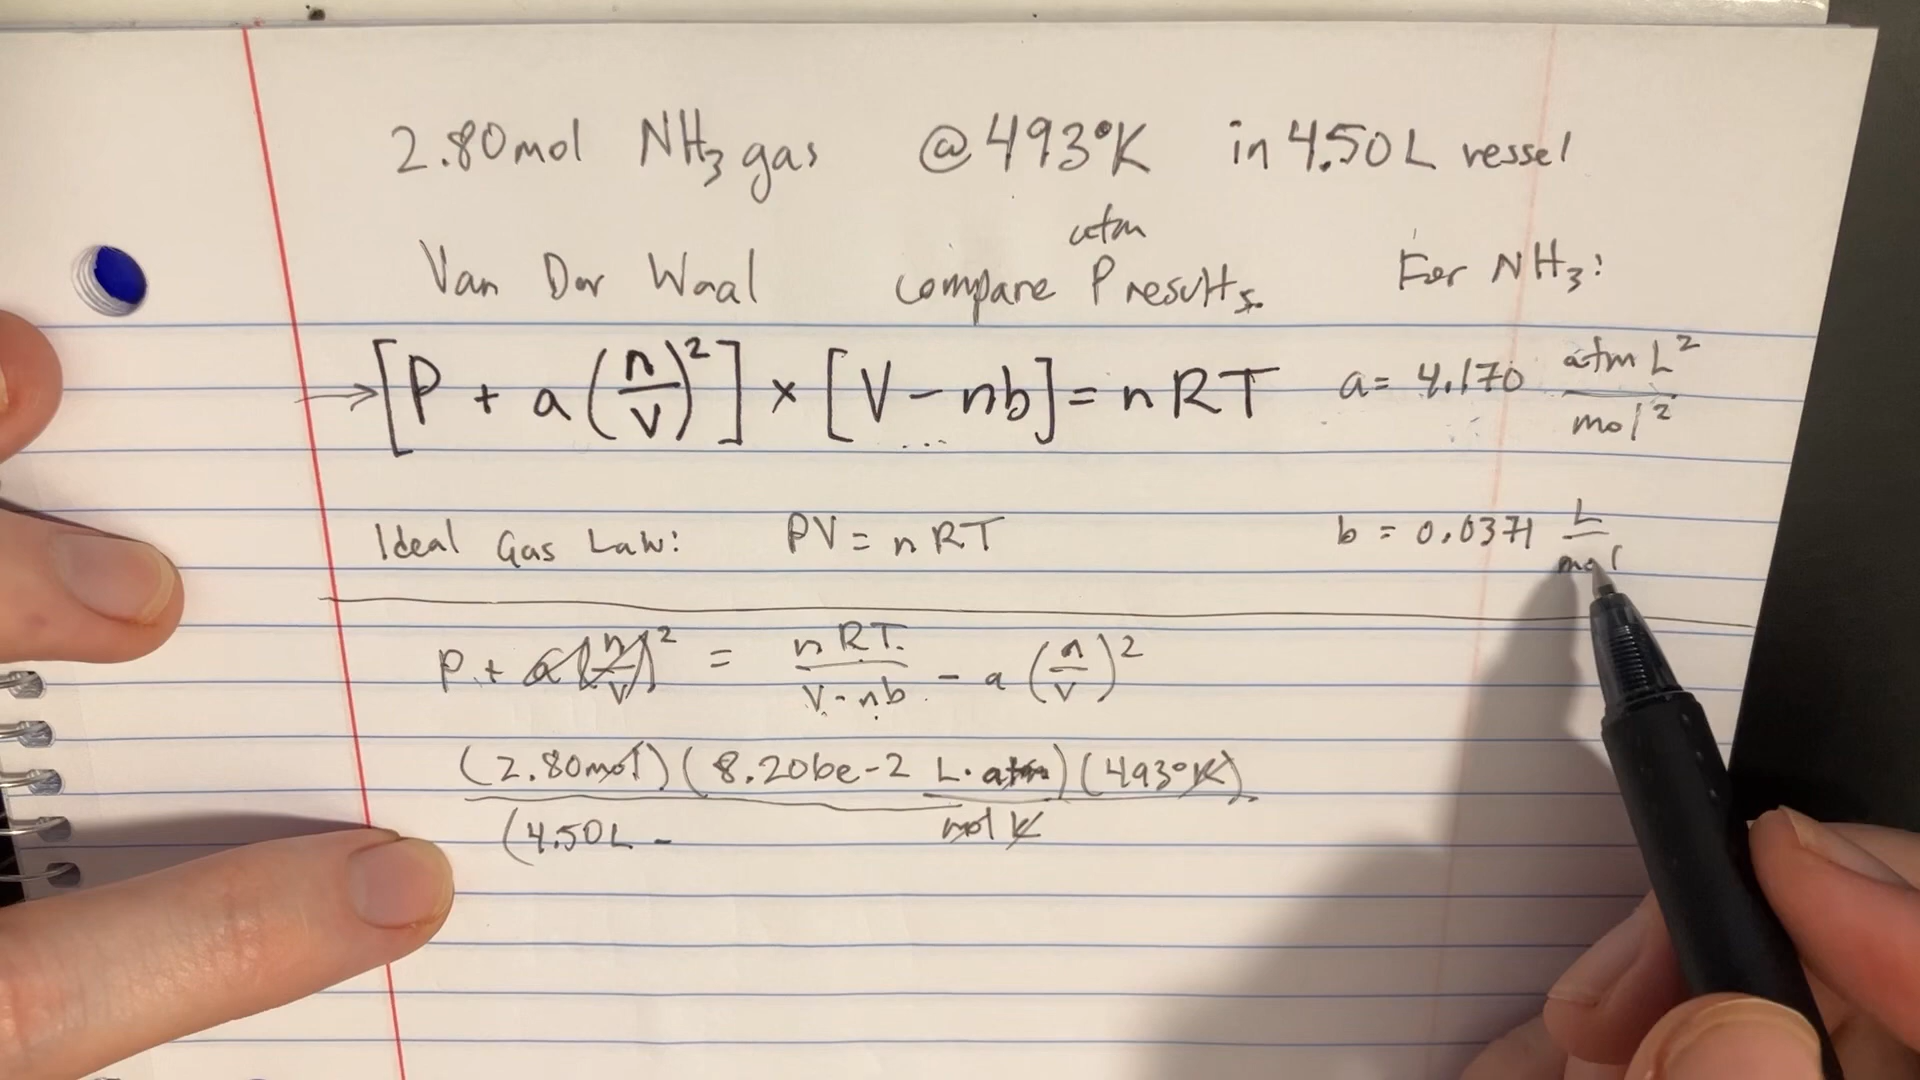 2.80mol NH₃ gas @ 493°K in 4.50L vessel
atm
Van Der Waal compare P results. For NH₃:
→ [P + a(n/V)²] × [V - nb] = nRT a = 4.170 atm L²/mol²
Ideal Gas Law: PV = nRT b = 0.0371 L/mol
P + a(n/V)² = nRT/V-nb - a(n/V)²
(2.80mol)(8.206e-2 L·atm/mol K)(493°K)
(4.50L -